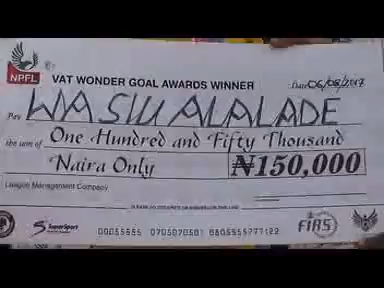 NPFL
VAT WONDER GOAL AWARDS WINNER
Date 06/08/2017
Pay WASIU ALALADE
the sum of One Hundred and Fifty Thousand
Naira Only ₦150,000
League Management Company
SuperSport
FIRS
00055555 0705070501 8605555777122